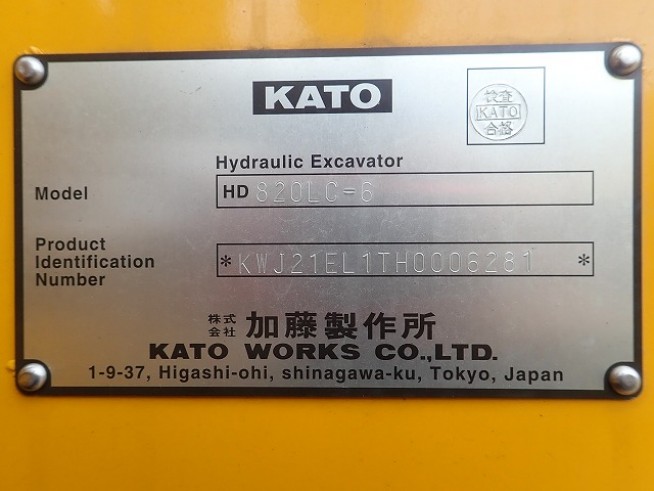 KATO
検査
KATO
合格
Hydraulic Excavator
Model HD 820LC-6
Product
Identification
Number
*KWJ21EL1TH0006281 *
株式
会社 加藤製作所
KATO WORKS CO.,LTD.
1-9-37, Higashi-ohi, shinagawa-ku, Tokyo, Japan